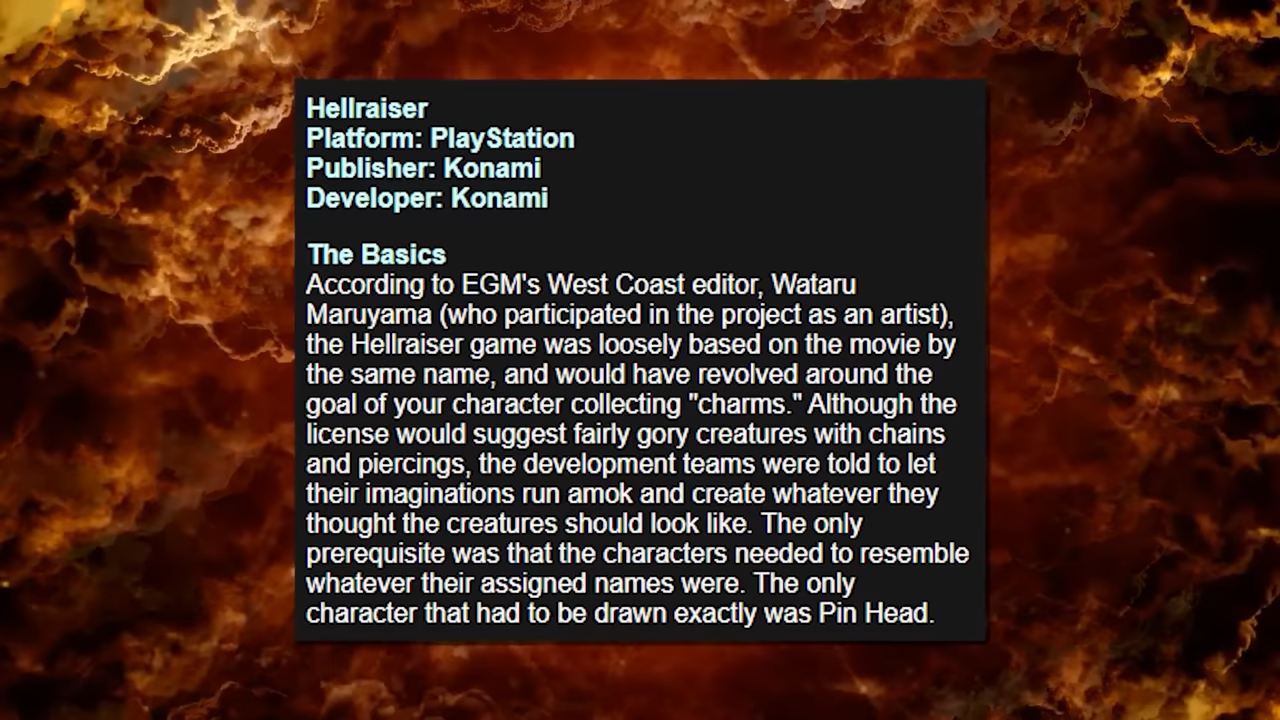 Hellraiser
Platform: PlayStation
Publisher: Konami
Developer: Konami
The Basics
According to EGM's West Coast editor, Wataru
Maruyama (who participated in the project as an artist),
the Hellraiser game was loosely based on the movie by
the same name, and would have revolved around the
goal of your character collecting "charms." Although the
license would suggest fairly gory creatures with chains
and piercings, the development teams were told to let
their imaginations run amok and create whatever they
thought the creatures should look like. The only
prerequisite was that the characters needed to resemble
whatever their assigned names were. The only
character that had to be drawn exactly was Pin Head.